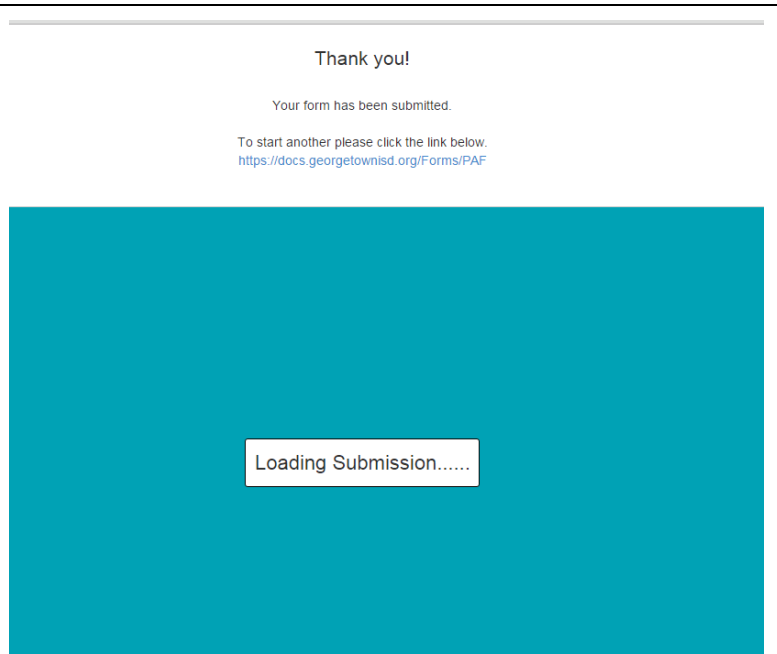 Thank you!
Your form has been submitted.
To start another please click the link below.
https://docs.georgetownisd.org/Forms/PAF
Loading Submission......